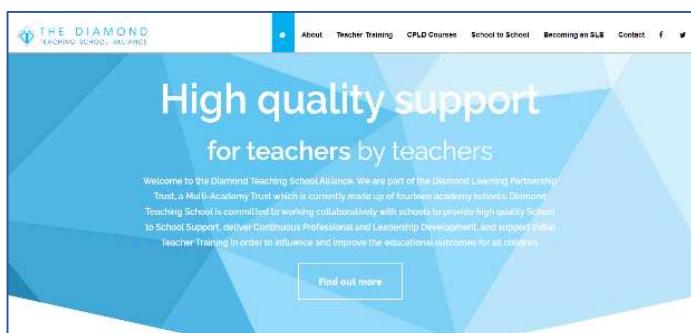 THE DIAMOND
TEACHING SCHOOL ALLIANCE
About Teacher Training CPLD Courses School to School Becoming an SLE Contact
High quality support
for teachers by teachers
Welcome to the Diamond Teaching School Alliance. We are part of the Diamond Learning Partnership
Trust, a Multi-Academy Trust which is currently made up of fourteen academy schools. Diamond
Teaching School is committed to working collaboratively with schools to provide high quality School
to School Support, deliver Continuous Professional and Leadership Development, and support Initial
Teacher Training in order to influence and improve the educational outcomes for all children.
Find out more